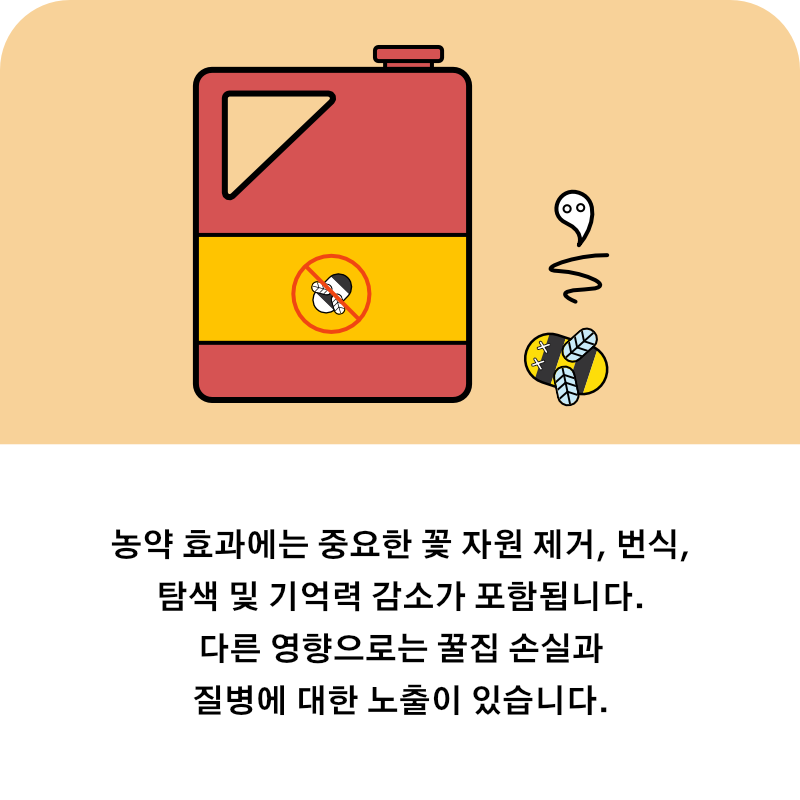 농약 효과에는 중요한 꽃 자원 제거, 번식,
탐색 및 기억력 감소가 포함됩니다.
다른 영향으로는 꿀집 손실과
질병에 대한 노출이 있습니다.